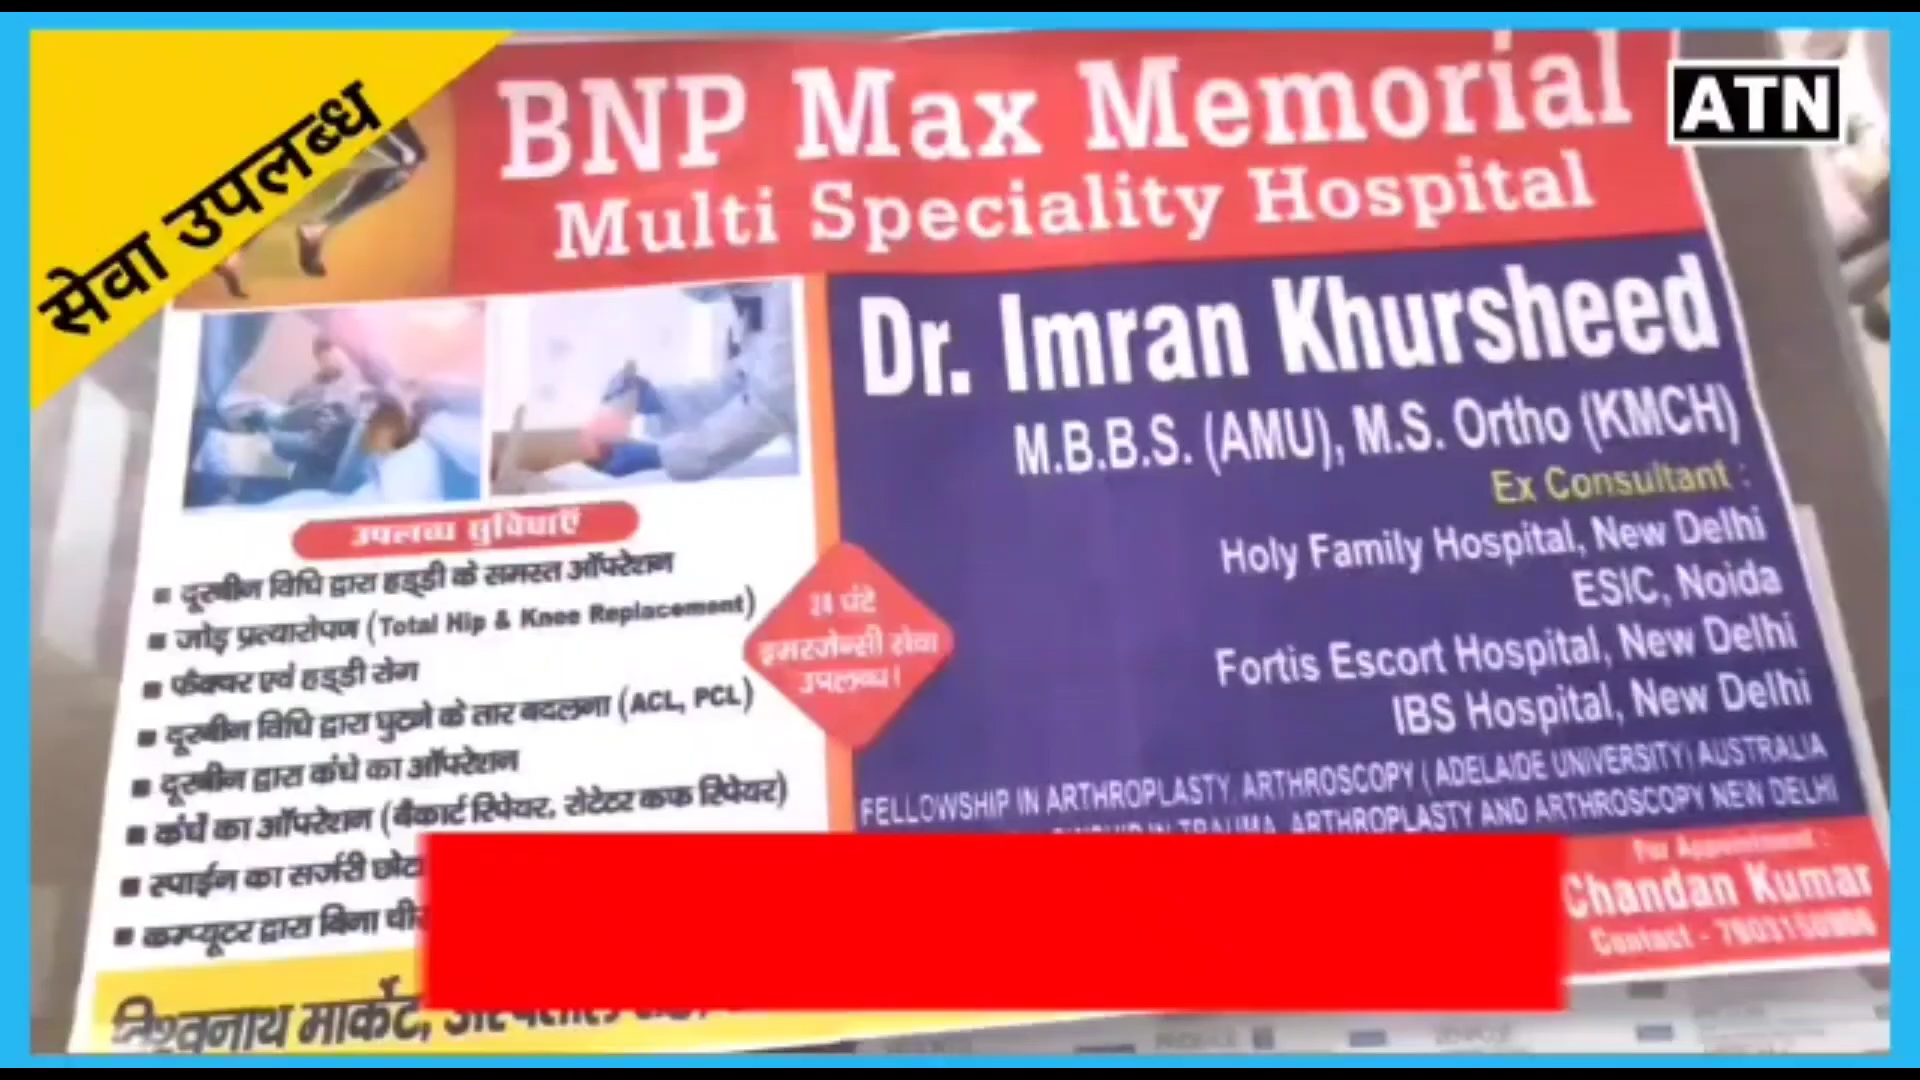 सेवा उपलब्ध
ATN
BNP Max Memorial
Multi Speciality Hospital
Dr. Imran Khursheed
M.B.B.S. (AMU), M.S. Ortho (KMCH)
Ex Consultant :
Holy Family Hospital, New Delhi
ESIC, Noida
Fortis Escort Hospital, New Delhi
IBS Hospital, New Delhi
FELLOWSHIP IN ARTHROPLASTY, ARTHROSCOPY ( ADELAIDE UNIVERSITY) AUSTRALIA
IN TRAUMA, ARTHROPLASTY AND ARTHROSCOPY NEW DELHI
उपलब्ध सुविधाएँ
■ दूरबीन विधि द्वारा हड्डी के समस्त ऑपरेशन
■ जोड़ प्रत्यारोपण (Total Hip & Knee Replacement)
■ फ्रैक्चर एवं हड्डी रोग
■ दूरबीन विधि द्वारा घुटने के तार बदलना (ACL, PCL)
■ दूरबीन द्वारा कंधे का ऑपरेशन
■ कंधे का ऑपरेशन (बैंकार्ट रिपेयर, रोटेटर कफ रिपेयर)
■ स्पाईन का सर्जरी छोटा
■ कम्प्यूटर द्वारा बिना
24 घंटे
इमरजेन्सी सेवा
उपलब्ध।
For Appointment :
Chandan Kumar
Contact -
विश्वनाथ मार्केट,